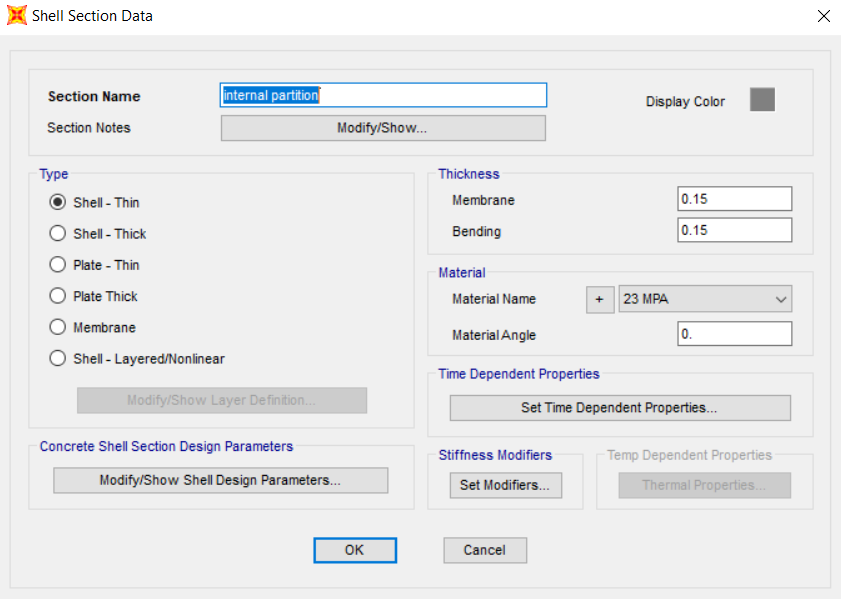 Shell Section Data
Section Name
internal partition
Display Color
Section Notes
Modify/Show...
Type
Shell - Thin
Shell - Thick
Plate - Thin
Plate Thick
Membrane
Shell - Layered/Nonlinear
Modify/Show Layer Definition...
Thickness
Membrane
0.15
Bending
0.15
Material
Material Name
+
23 MPA
Material Angle
0.
Time Dependent Properties
Set Time Dependent Properties...
Concrete Shell Section Design Parameters
Modify/Show Shell Design Parameters...
Stiffness Modifiers
Set Modifiers...
Temp Dependent Properties
Thermal Properties...
OK
Cancel